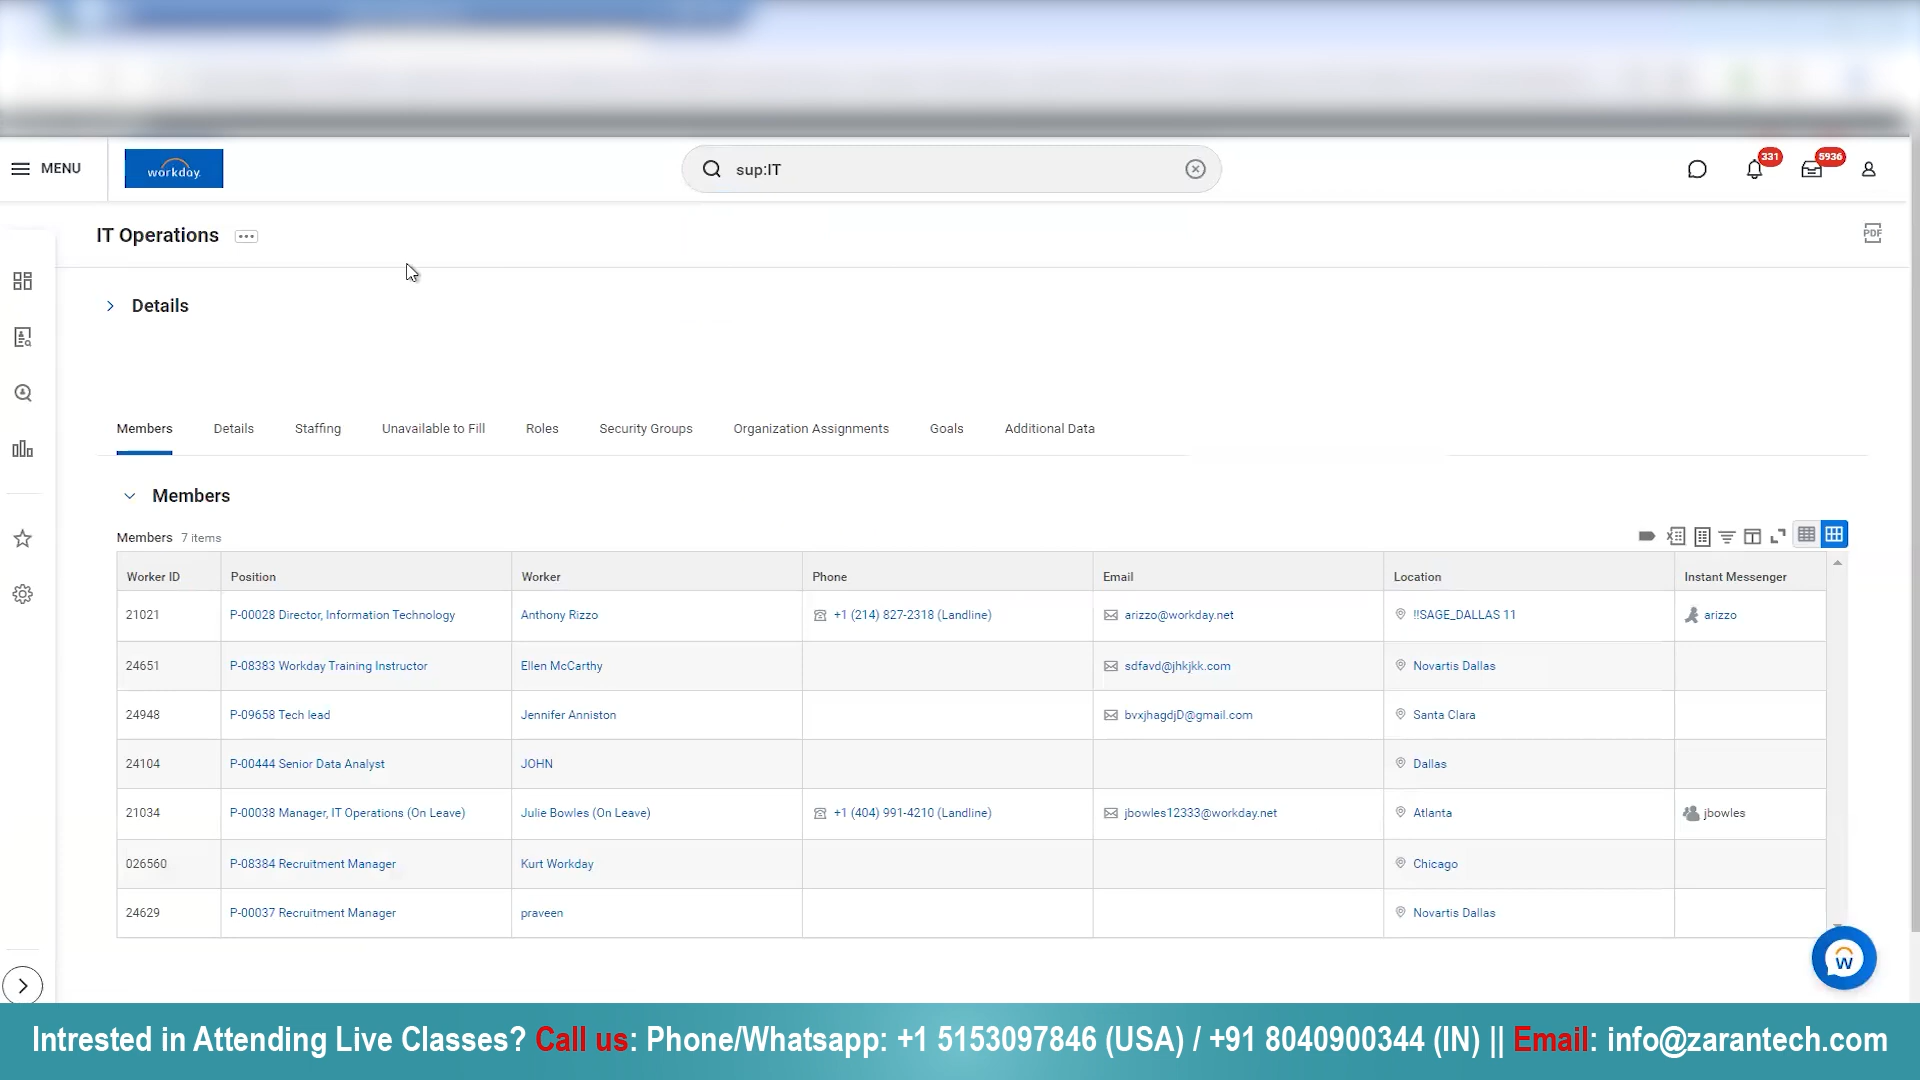 MENU
workday.
sup:IT
331
5936
IT Operations
PDF
Details
Members Details Staffing Unavailable to Fill Roles Security Groups Organization Assignments Goals Additional Data
Members
Members 7 items
Worker ID Position Worker Phone Email Location Instant Messenger
21021 P-00028 Director, Information Technology Anthony Rizzo +1 (214) 827-2318 (Landline) arizzo@workday.net !!SAGE_DALLAS 11 arizzo
24651 P-08383 Workday Training Instructor Ellen McCarthy sdfavd@jhkjkk.com Novartis Dallas
24948 P-09658 Tech lead Jennifer Anniston bvxjhagdjD@gmail.com Santa Clara
24104 P-00444 Senior Data Analyst JOHN Dallas
21034 P-00038 Manager, IT Operations (On Leave) Julie Bowles (On Leave) +1 (404) 991-4210 (Landline) jbowles12333@workday.net Atlanta jbowles
026560 P-08384 Recruitment Manager Kurt Workday Chicago
24629 P-00037 Recruitment Manager praveen Novartis Dallas
W
Intrested in Attending Live Classes? Call us: Phone/Whatsapp: +1 5153097846 (USA) / +91 8040900344 (IN) || Email: info@zarantech.com